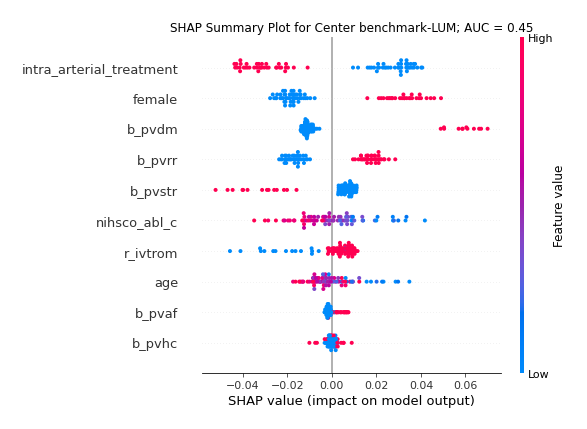 SHAP Summary Plot for Center benchmark-LUM; AUC = 0.45
High
intra_arterial_treatment
female
b_pvdm
b_pvrr
b_pvstr
nihsco_abl_c
r_ivtrom
age
b_pvaf
b_pvhc
Feature value
Low
−0.04 −0.02 0.00 0.02 0.04 0.06
SHAP value (impact on model output)